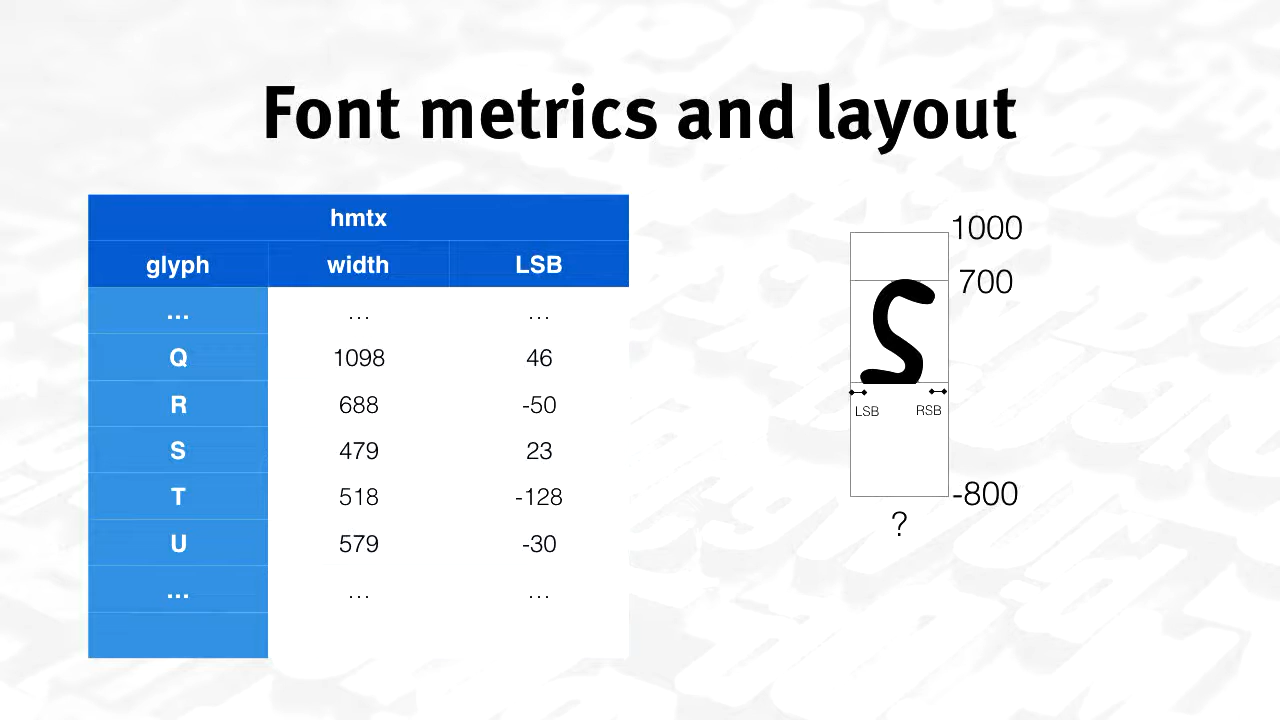 Font metrics and layout
hmtx
glyph width LSB
... ... ...
Q 1098 46
R 688 -50
S 479 23
T 518 -128
U 579 -30
... ... ...
1000
700
S
LSB RSB
-800
?